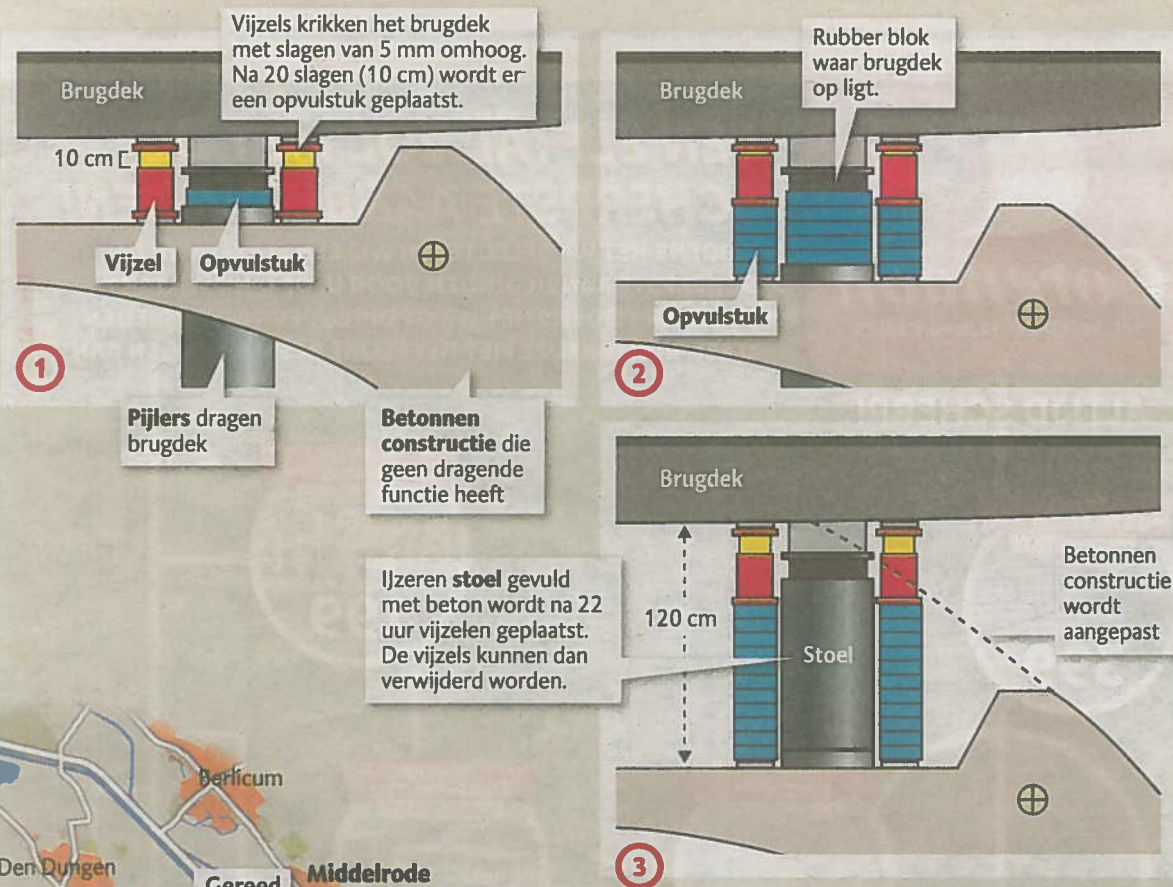 Vijzels krikken het brugdek
met slagen van 5 mm omhoog.
Na 20 slagen (10 cm) wordt er
een opvulstuk geplaatst.
Brugdek
10 cm
Vijzel
Opvulstuk
1
Pijlers dragen
brugdek
Betonnen
constructie die
geen dragende
functie heeft
Rubber blok
waar brugdek
op ligt.
Brugdek
Opvulstuk
2
Brugdek
IJzeren stoel gevuld
met beton wordt na 22
uur vijzelen geplaatst.
De vijzels kunnen dan
verwijderd worden.
120 cm
Stoel
Betonnen
constructie
wordt
aangepast
3
Berlicum
Den Dungen
Gereed
Middelrode